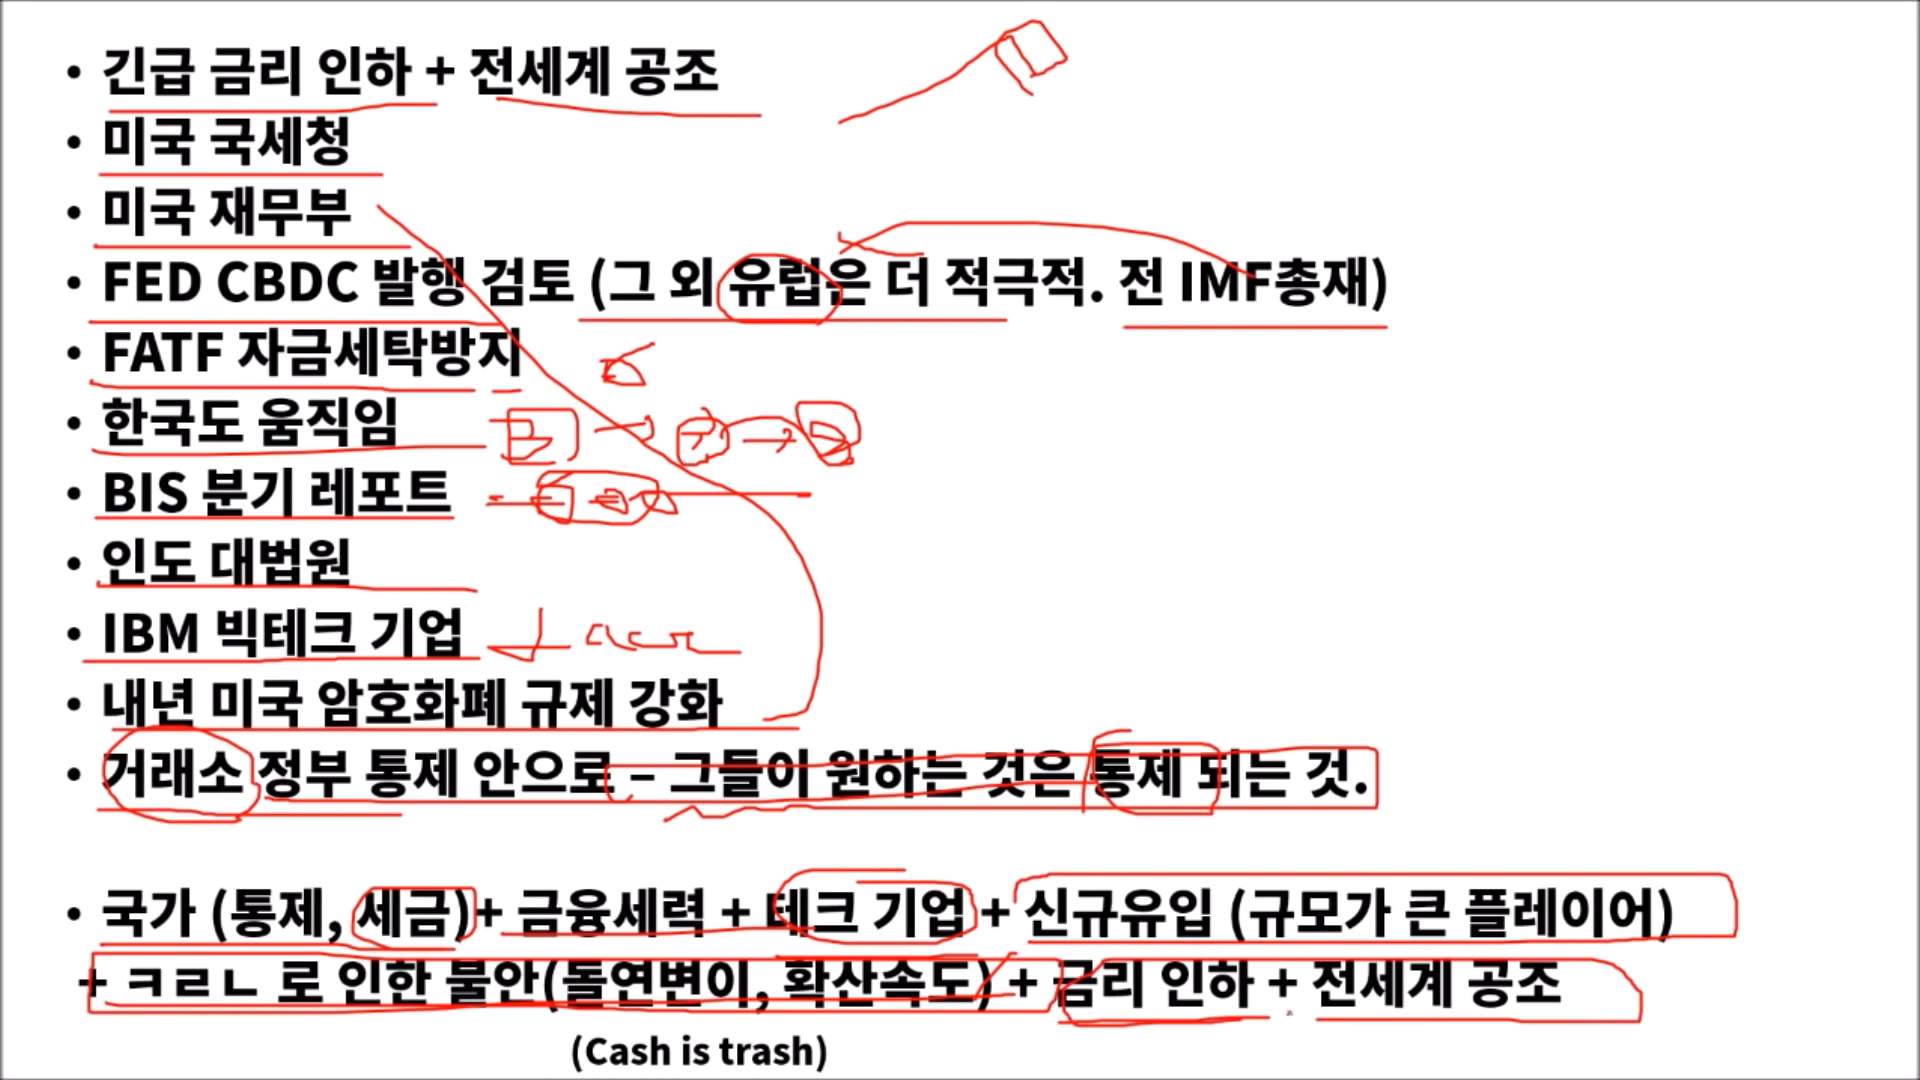 • 긴급 금리 인하 + 전세계 공조
• 미국 국세청
• 미국 재무부
• FED CBDC 발행 검토 (그 외 유럽은 더 적극적. 전 IMF총재)
• FATF 자금세탁방지
• 한국도 움직임
• BIS 분기 레포트
• 인도 대법원
• IBM 빅테크 기업
• 내년 미국 암호화폐 규제 강화
• 거래소 정부 통제 안으로 – 그들이 원하는 것은 통제 되는 것.
• 국가 (통제, 세금)+ 금융세력 + 테크 기업 + 신규유입 (규모가 큰 플레이어)
+ ㅋㄹㄴ 로 인한 불안(돌연변이, 확산속도) + 금리 인하 + 전세계 공조
(Cash is trash)